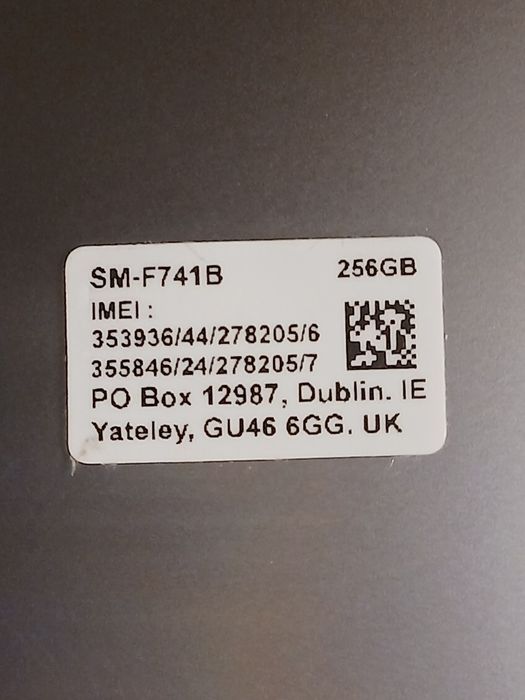 SM-F741B 256GB
IMEI :
353936/44/278205/6
355846/24/278205/7
PO Box 12987, Dublin. IE
Yateley, GU46 6GG. UK